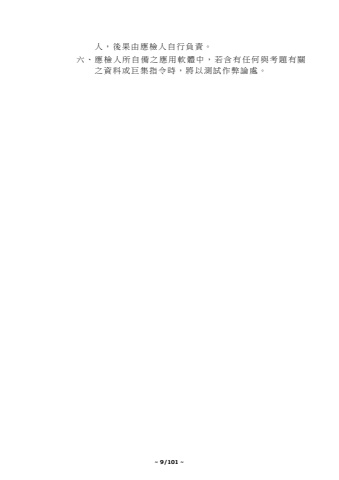 人，後果由應檢人自行負責。
六、應檢人所自備之應用軟體中，若含有任何與考題有關
之資料或巨集指令時，將以測試作弊論處。
~ 9/101 ~